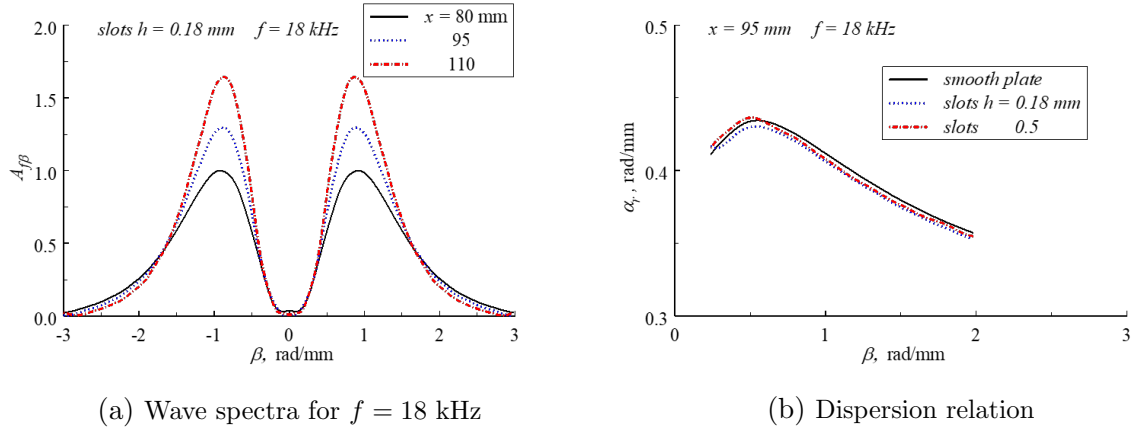 slots h = 0.18 mm f = 18 kHz
x = 80 mm
95
110
2.0
1.5
1.0
0.5
0.0
A_fβ
-3 -2 -1 0 1 2 3
β, rad/mm
(a) Wave spectra for f = 18 kHz
x = 95 mm f = 18 kHz
smooth plate
slots h = 0.18 mm
slots 0.5
0.5
0.4
0.3
α_r, rad/mm
0 1 2 3
β, rad/mm
(b) Dispersion relation